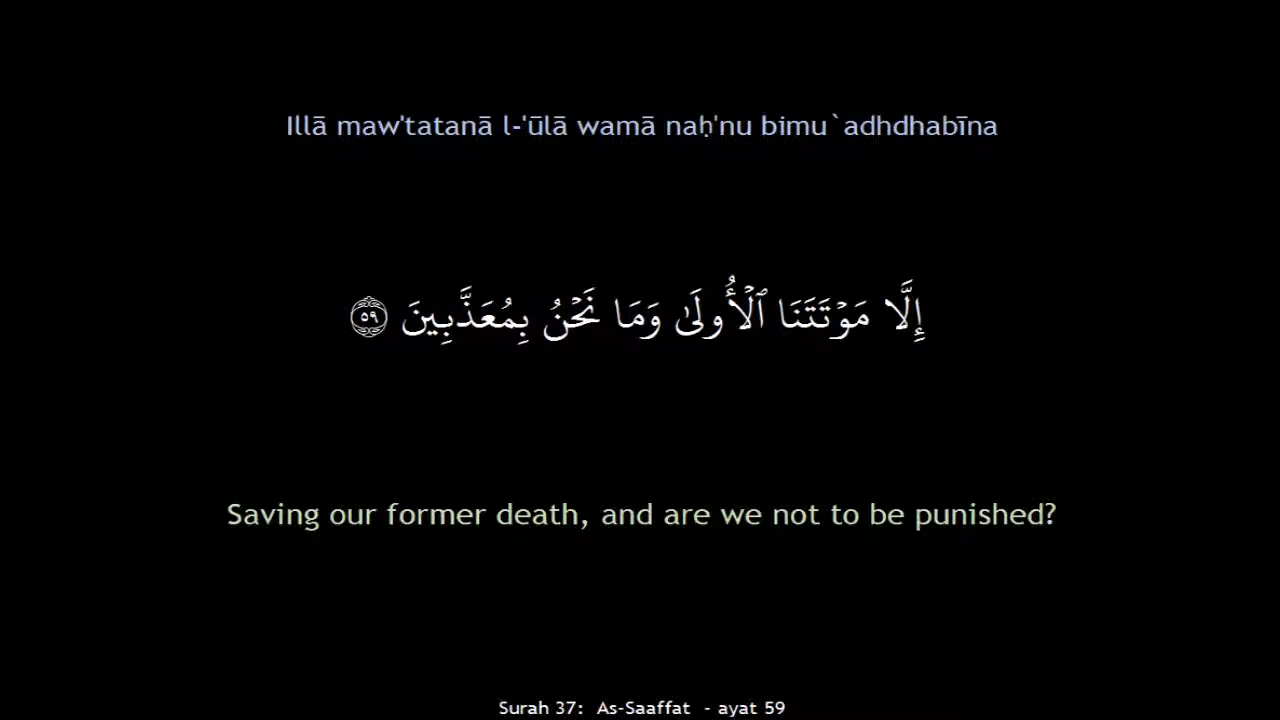 Illā maw'tatanā l-'ūlā wamā naḥ'nu bimu`adhdhabīna
إِلَّا مَوْتَتَنَا ٱلْأُولَىٰ وَمَا نَحْنُ بِمُعَذَّبِينَ ٥٩
Saving our former death, and are we not to be punished?
Surah 37: As-Saaffat - ayat 59